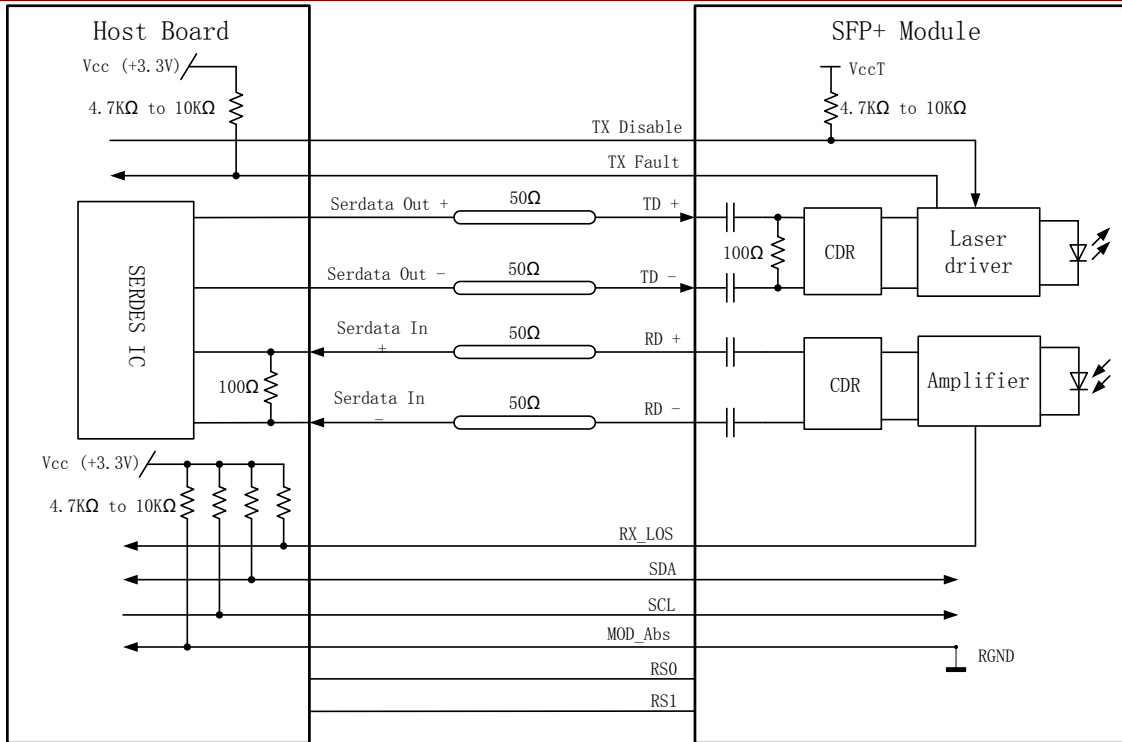 Host Board
SFP+ Module
Vcc (+3.3V)
VccT
4.7KΩ to 10KΩ
4.7KΩ to 10KΩ
TX Disable
TX Fault
Serdata Out +
50Ω
TD +
SERDES IC
100Ω
CDR
Laser
driver
Serdata Out -
50Ω
TD -
Serdata In
+
50Ω
RD +
100Ω
CDR
Amplifier
Serdata In
-
50Ω
RD -
Vcc (+3.3V)
4.7KΩ to 10KΩ
RX_LOS
SDA
SCL
MOD_Abs
RGND
RS0
RS1